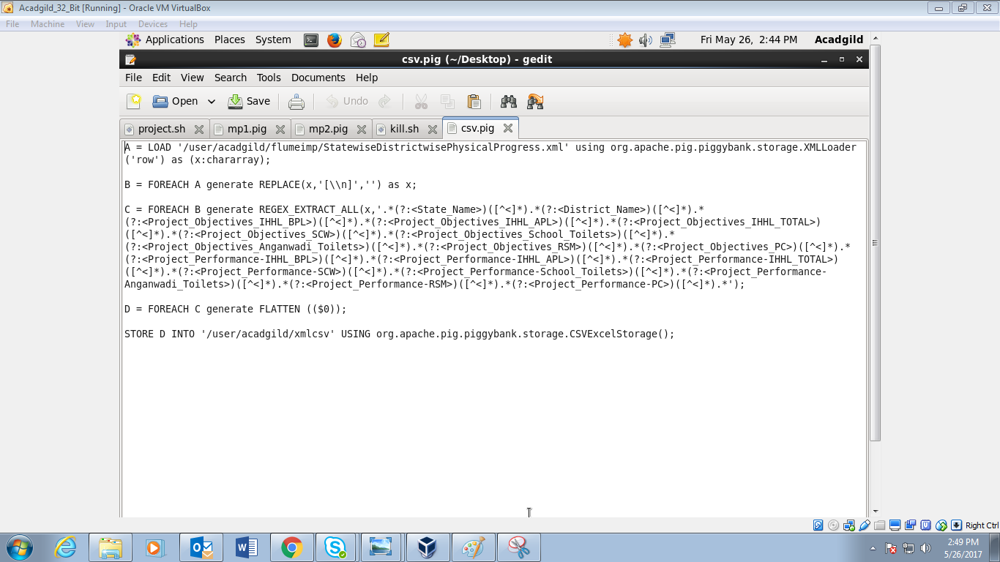 Acadgild_32_Bit [Running] - Oracle VM VirtualBox
File Machine View Input Devices Help
Applications Places System Fri May 26, 2:44 PM Acadgild
csv.pig (~/Desktop) - gedit
File Edit View Search Tools Documents Help
Open Save Undo
project.sh mp1.pig mp2.pig kill.sh csv.pig
A = LOAD '/user/acadgild/flumeimp/StatewiseDistrictwisePhysicalProgress.xml' using org.apache.pig.piggybank.storage.XMLLoader
('row') as (x:chararray);
B = FOREACH A generate REPLACE(x,'[\\n]','') as x;
C = FOREACH B generate REGEX_EXTRACT_ALL(x,'.*(?:<State_Name>)([^<]*).*(?:<District_Name>)([^<]*).*
(?:<Project_Objectives_IHHL_BPL>)([^<]*).*(?:<Project_Objectives_IHHL_APL>)([^<]*).*(?:<Project_Objectives_IHHL_TOTAL>)
([^<]*).*(?:<Project_Objectives_SCW>)([^<]*).*(?:<Project_Objectives_School_Toilets>)([^<]*).*
(?:<Project_Objectives_Anganwadi_Toilets>)([^<]*).*(?:<Project_Objectives_RSM>)([^<]*).*(?:<Project_Objectives_PC>)([^<]*).*
(?:<Project_Performance-IHHL_BPL>)([^<]*).*(?:<Project_Performance-IHHL_APL>)([^<]*).*(?:<Project_Performance-IHHL_TOTAL>)
([^<]*).*(?:<Project_Performance-SCW>)([^<]*).*(?:<Project_Performance-School_Toilets>)([^<]*).*(?:<Project_Performance-
Anganwadi_Toilets>)([^<]*).*(?:<Project_Performance-RSM>)([^<]*).*(?:<Project_Performance-PC>)([^<]*).*');
D = FOREACH C generate FLATTEN (($0));
STORE D INTO '/user/acadgild/xmlcsv' USING org.apache.pig.piggybank.storage.CSVExcelStorage();
Right Ctrl
2:49 PM
5/26/2017